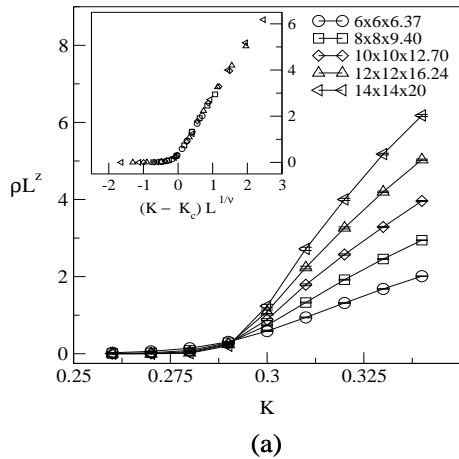 6x6x6.37
8x8x9.40
10x10x12.70
12x12x16.24
14x14x20
6
4
2
0
-2 -1 0 1 2 3
(K − K_c) L^{1/ν}
8
6
4
2
0
ρL^z
0.25 0.275 0.3 0.325
K
(a)